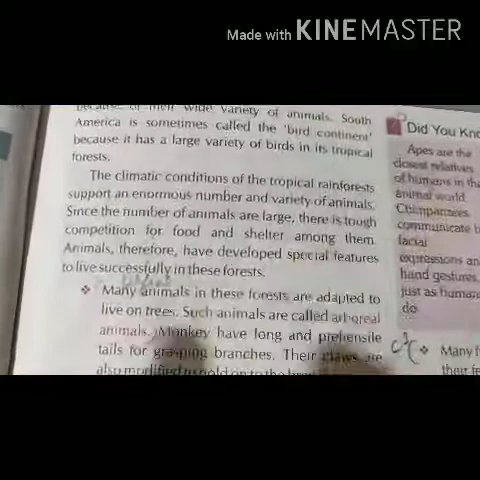 Made with KINEMASTER
because of their wide variety of animals. South
America is sometimes called the 'bird continent'
because it has a large variety of birds in its tropical
forests.
The climatic conditions of the tropical rainforests
support an enormous number and variety of animals.
Since the number of animals are large, there is tough
competition for food and shelter among them.
Animals, therefore, have developed special features
to live successfully in these forests.
❖ Many animals in these forests are adapted to
live on trees. Such animals are called arboreal
animals. Monkey have long and prehensile
tails for grasping branches. Their claws are
also modified to hold on to the
Did You Kno
Apes are the
closest relatives
of humans in the
animal world.
Chimpanzees
communicate b
facial
expressions an
hand gestures,
just as human
do.
❖ Many f
their fe